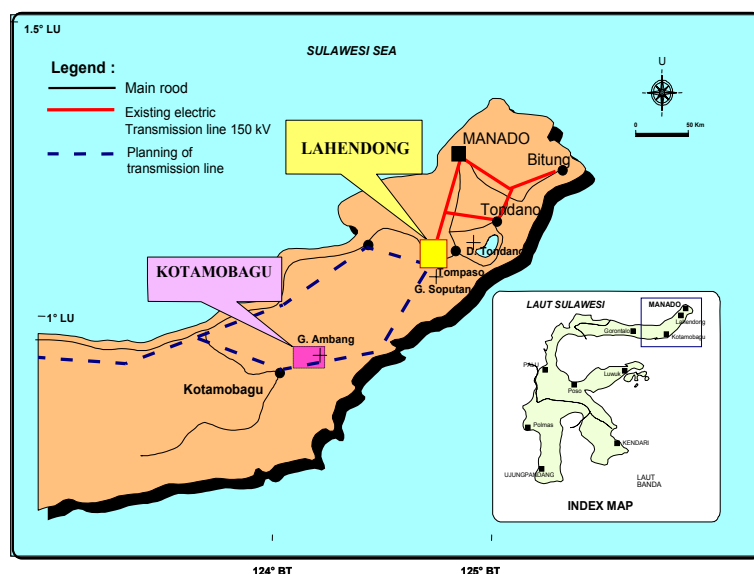 1.5° LU
SULAWESI SEA
Legend :
Main rood
Existing electric
Transmission line 150 kV
Planning of
transmission line
U
50 Km
0
LAHENDONG
MANADO
Bitung
Tondano
D. Tondano
Tompaso
G. Soputan
KOTAMOBAGU
1° LU
G. Ambang
Kotamobagu
LAUT SULAWESI
MANADO
Lahendong
Gorontalo
Kotamobagu
PALU
Luwuk
Poso
Polmas
KENDARI
UJUNGPANDANG
LAUT
BANDA
INDEX MAP
124° BT
125° BT